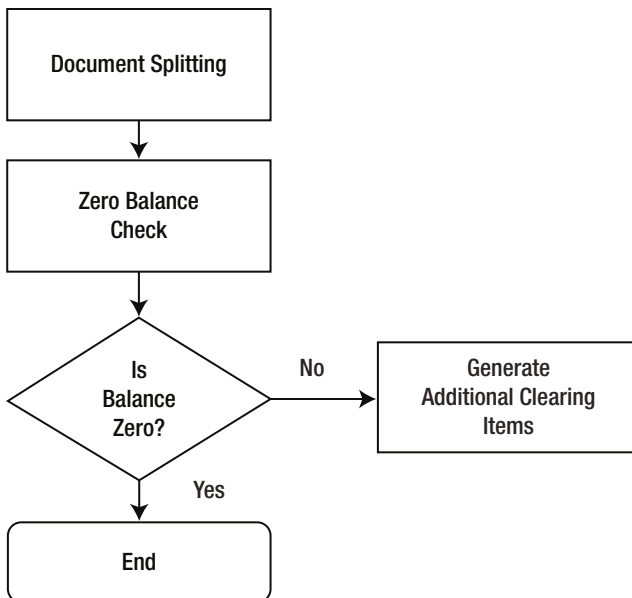 Document Splitting
Zero Balance
Check
Is
Balance
Zero?
No
Generate
Additional Clearing
Items
Yes
End